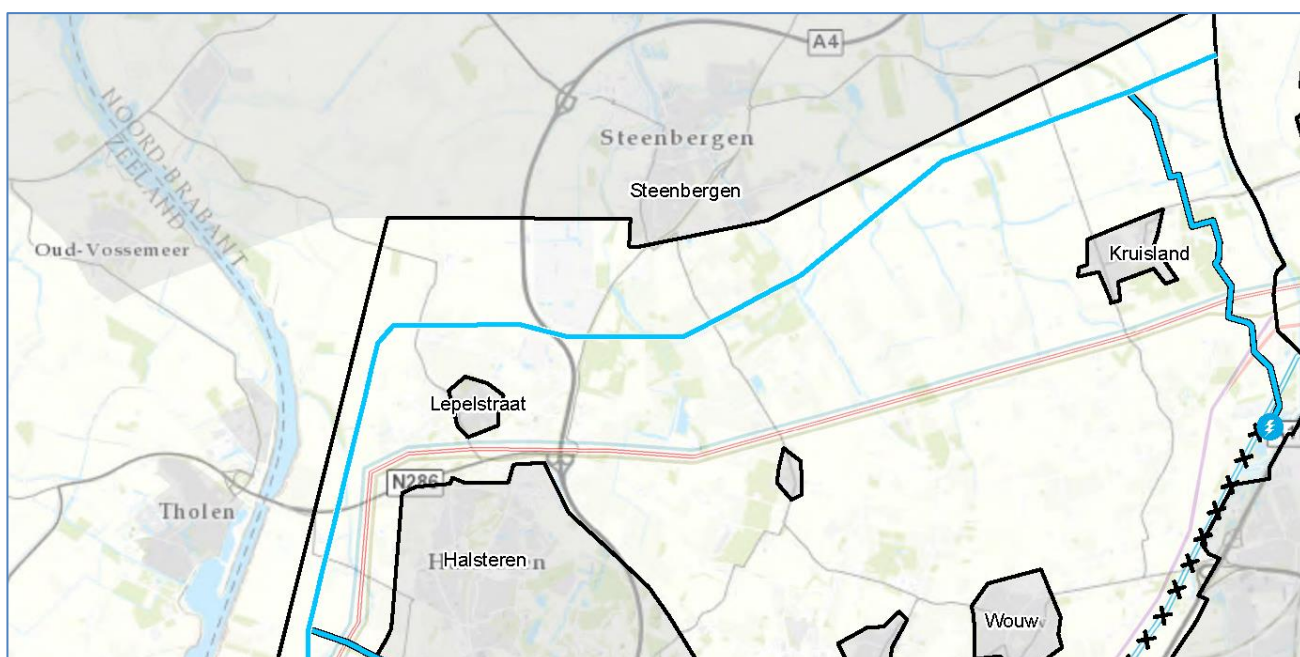 A4
NOORD-BRABANT
ZEELAND
Steenbergen
Steenbergen
Oud-Vossemeer
Kruisland
Lepelstraat
N286
Tholen
Halsteren
Wouw